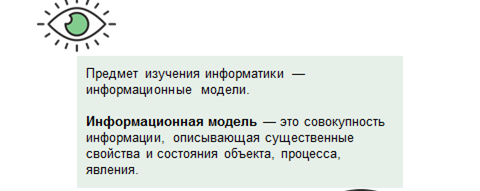 Предмет изучения информатики —
информационные модели.
Информационная модель — это совокупность
информации, описывающая существенные
свойства и состояния объекта, процесса,
явления.